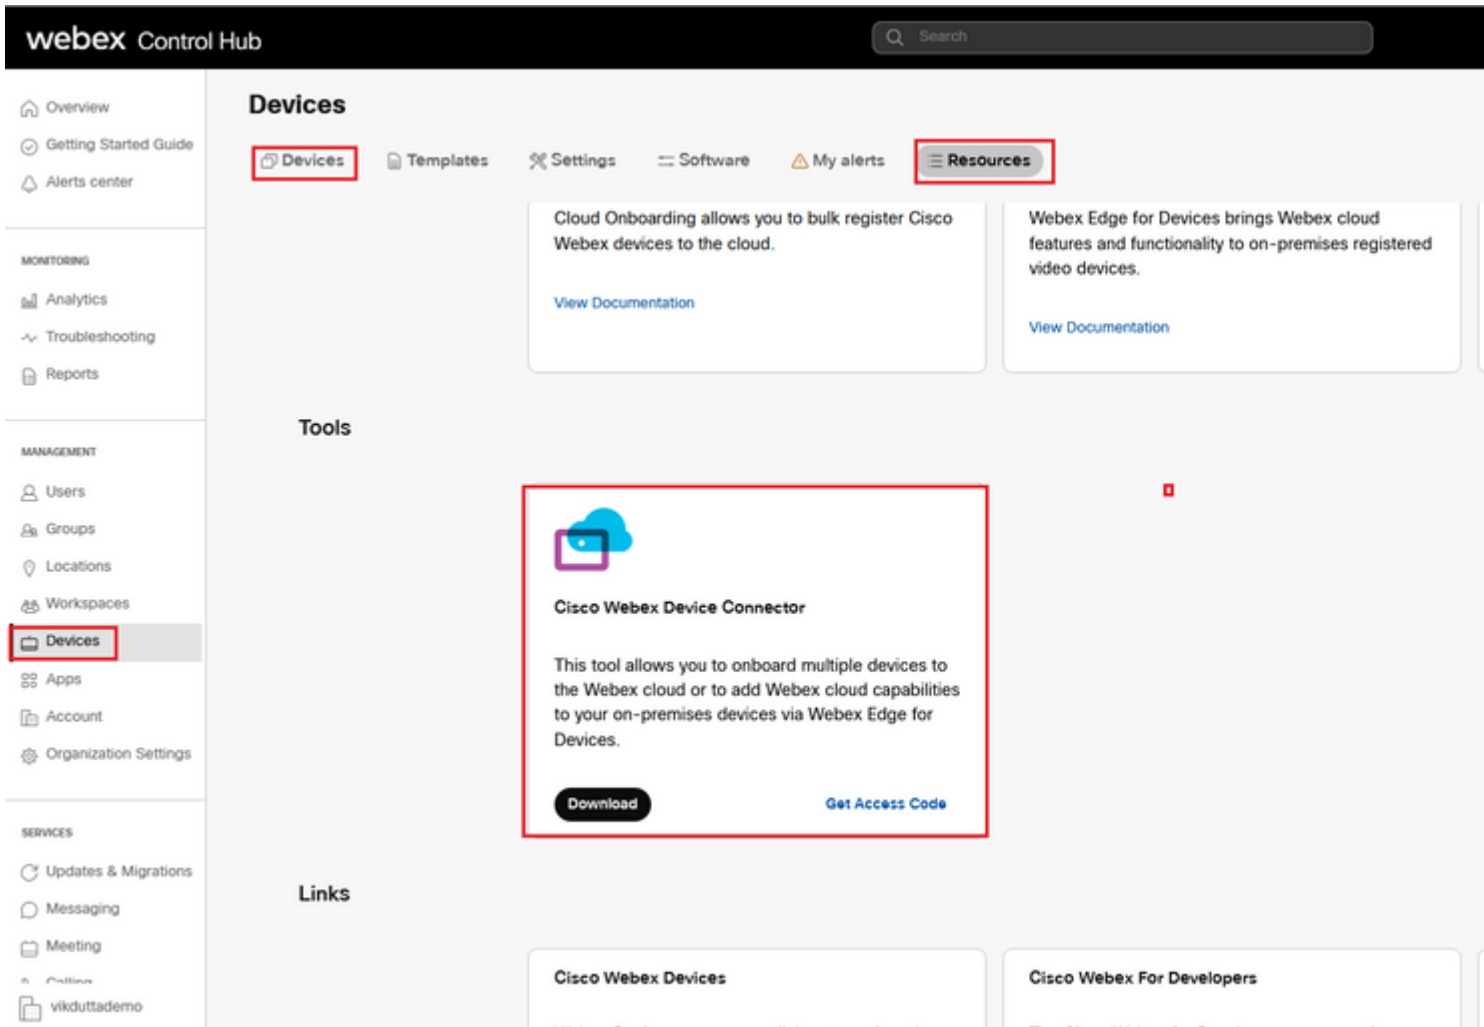 webex Control Hub
Search
Overview
Getting Started Guide
Alerts center
MONITORING
Analytics
Troubleshooting
Reports
MANAGEMENT
Users
Groups
Locations
Workspaces
Devices
Apps
Account
Organization Settings
SERVICES
Updates & Migrations
Messaging
Meeting
Calling
vikduttademo
Devices
Devices
Templates
Settings
Software
My alerts
Resources
Cloud Onboarding allows you to bulk register Cisco
Webex devices to the cloud.
View Documentation
Webex Edge for Devices brings Webex cloud
features and functionality to on-premises registered
video devices.
View Documentation
Tools
Cisco Webex Device Connector
This tool allows you to onboard multiple devices to
the Webex cloud or to add Webex cloud capabilities
to your on-premises devices via Webex Edge for
Devices.
Download
Get Access Code
Links
Cisco Webex Devices
Cisco Webex For Developers